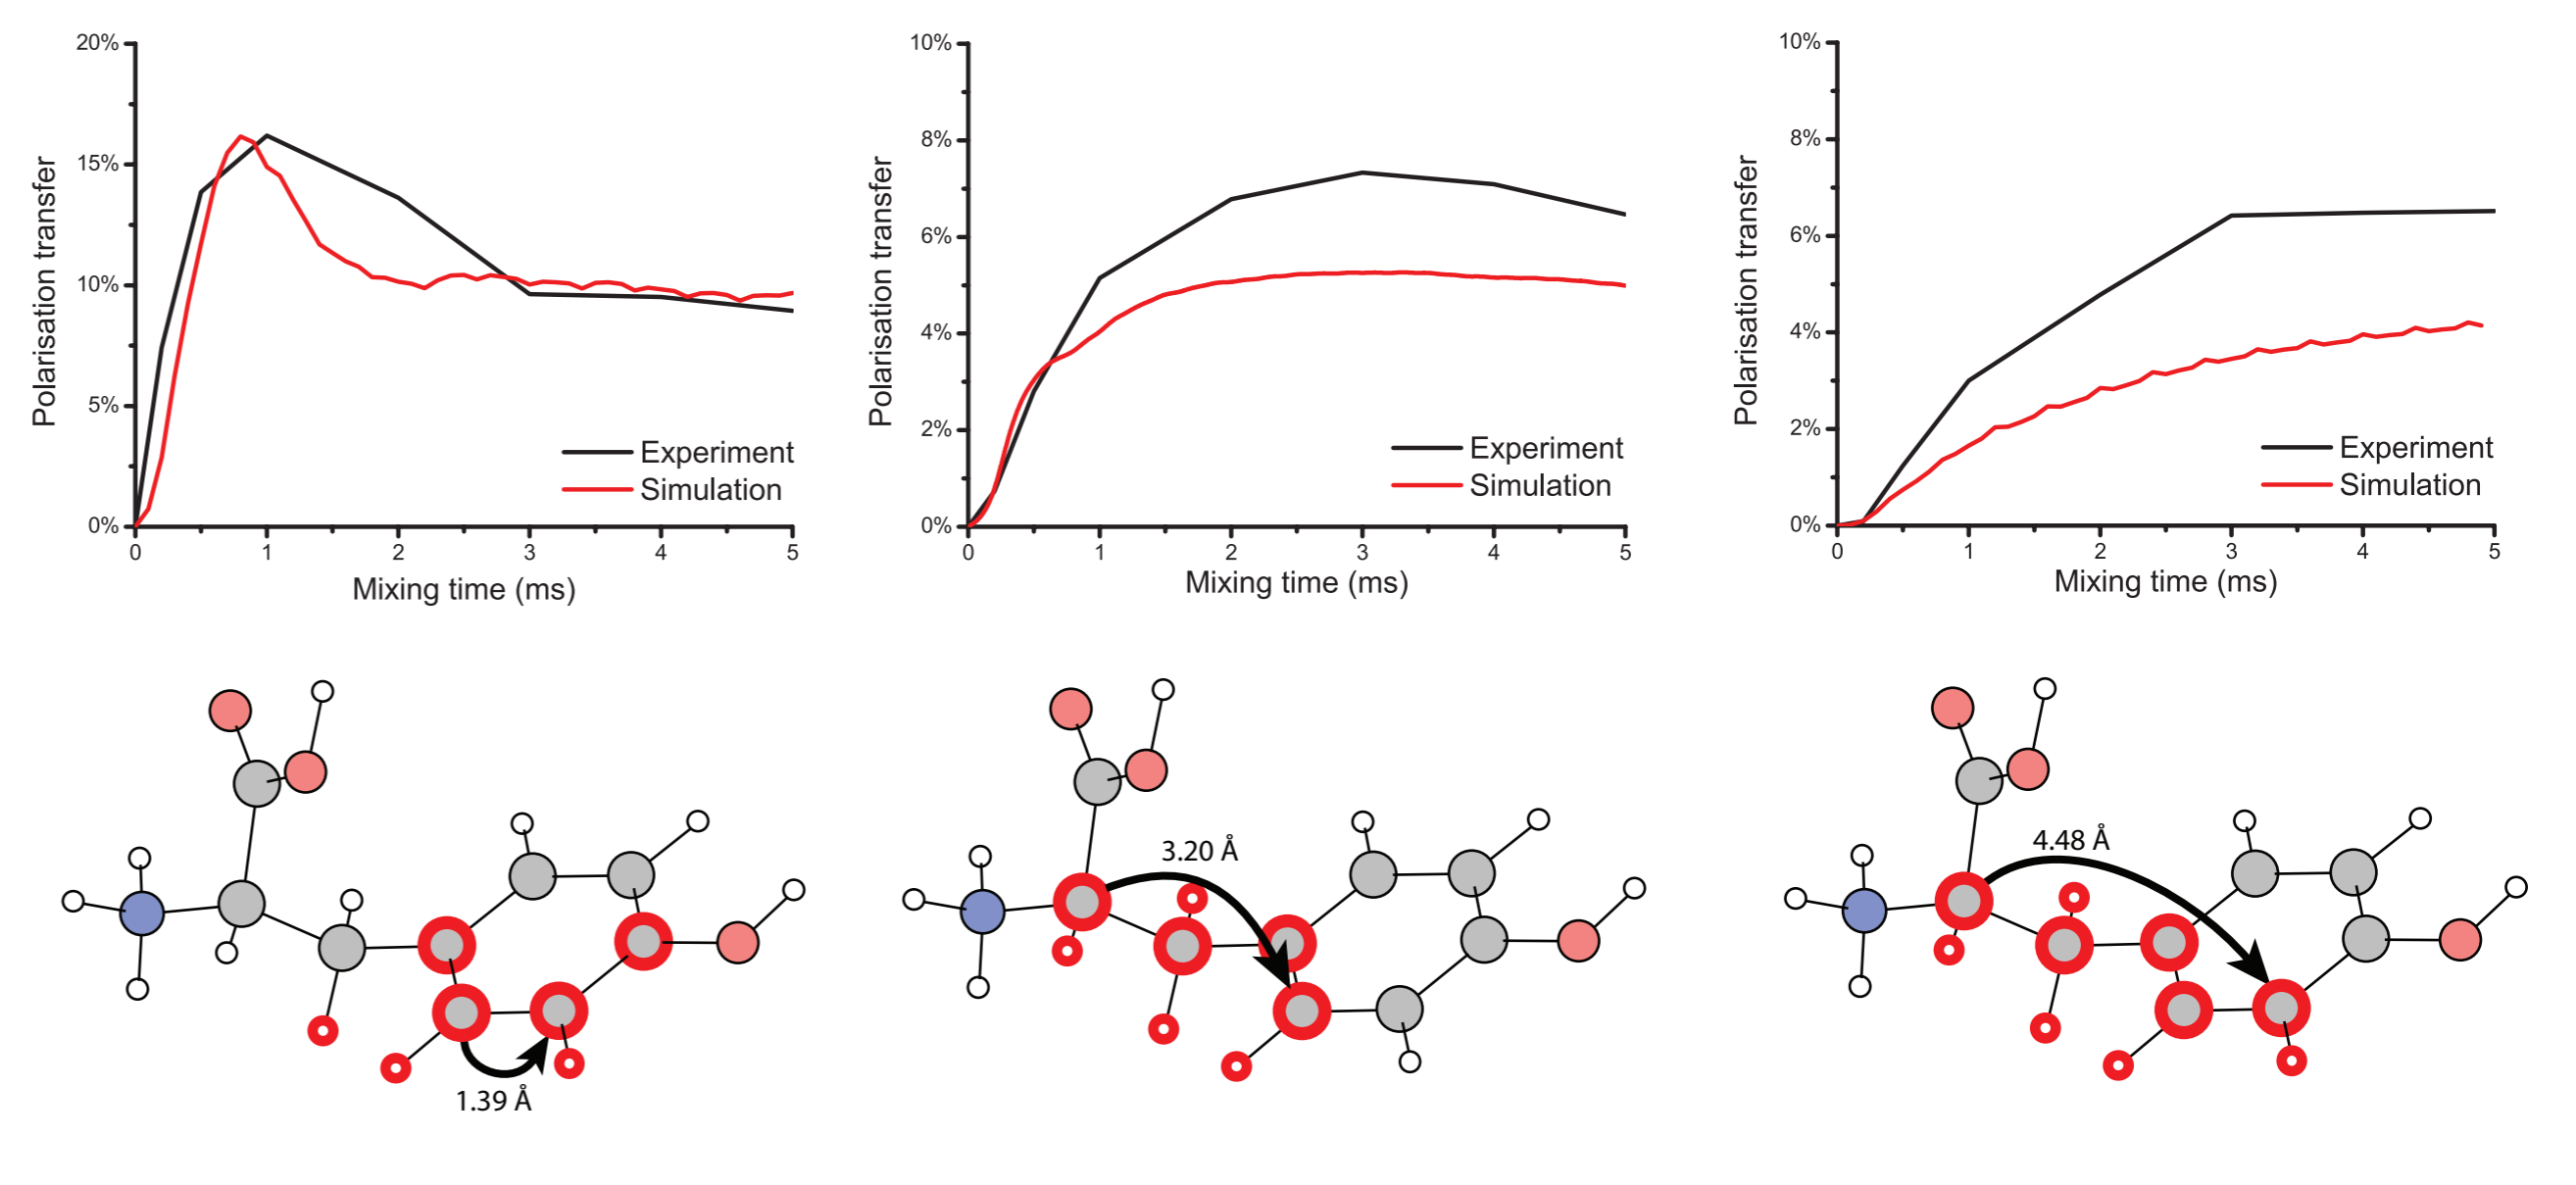 Polarisation transfer
20%
15%
10%
5%
0%
0 1 2 3 4 5
Mixing time (ms)
Experiment
Simulation
Polarisation transfer
10%
8%
6%
4%
2%
0%
0 1 2 3 4 5
Mixing time (ms)
Experiment
Simulation
Polarisation transfer
10%
8%
6%
4%
2%
0%
0 1 2 3 4 5
Mixing time (ms)
Experiment
Simulation
1.39 Å
3.20 Å
4.48 Å